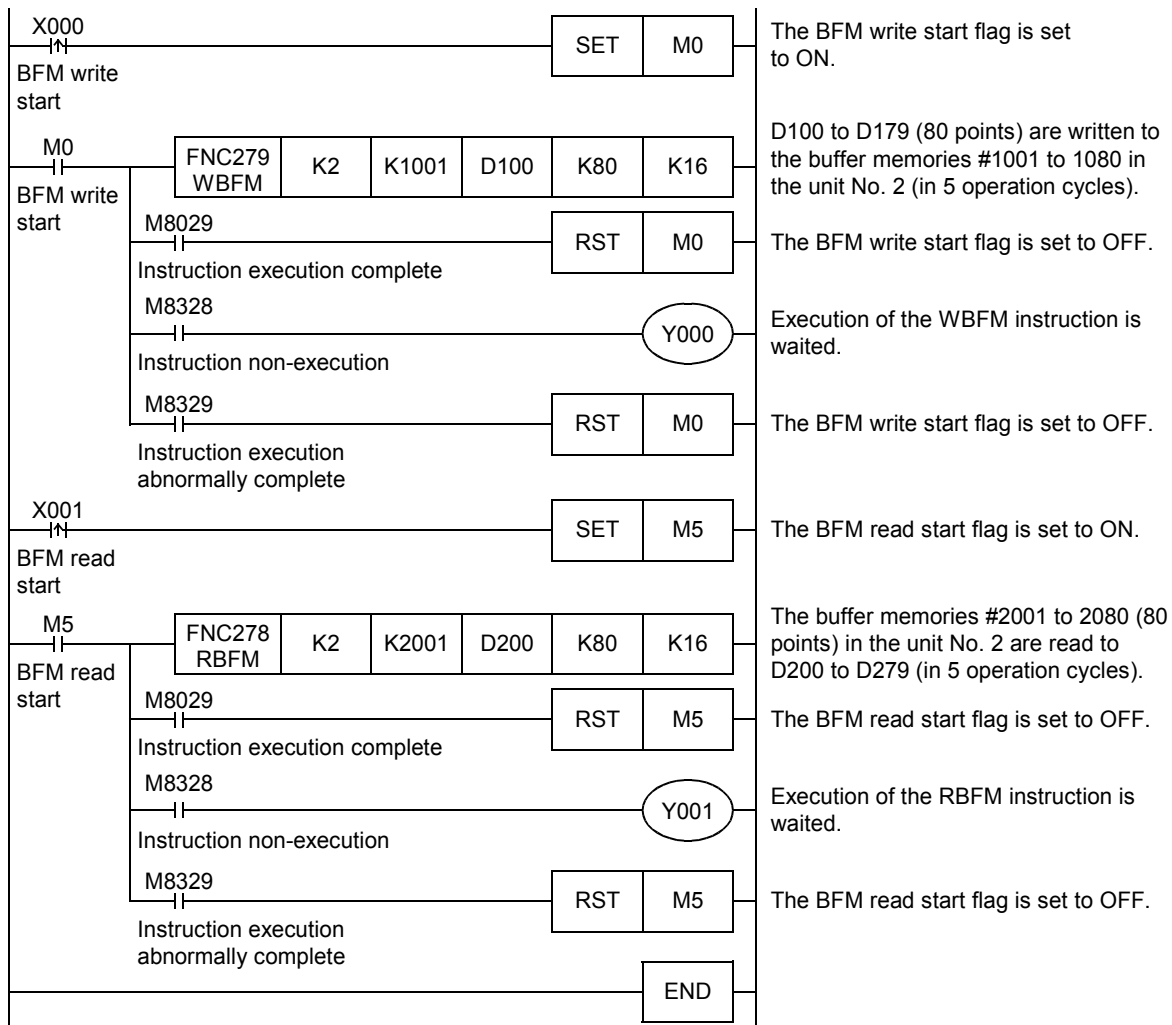 X000
SET M0
BFM write
start
The BFM write start flag is set
to ON.
M0
FNC279
WBFM
K2 K1001 D100 K80 K16
BFM write
start
D100 to D179 (80 points) are written to
the buffer memories #1001 to 1080 in
the unit No. 2 (in 5 operation cycles).
M8029
RST M0
Instruction execution complete
The BFM write start flag is set to OFF.
M8328
Y000
Instruction non-execution
Execution of the WBFM instruction is
waited.
M8329
RST M0
Instruction execution
abnormally complete
The BFM write start flag is set to OFF.
X001
SET M5
BFM read
start
The BFM read start flag is set to ON.
M5
FNC278
RBFM
K2 K2001 D200 K80 K16
BFM read
start
The buffer memories #2001 to 2080 (80
points) in the unit No. 2 are read to
D200 to D279 (in 5 operation cycles).
M8029
RST M5
Instruction execution complete
The BFM read start flag is set to OFF.
M8328
Y001
Instruction non-execution
Execution of the RBFM instruction is
waited.
M8329
RST M5
Instruction execution
abnormally complete
The BFM read start flag is set to OFF.
END